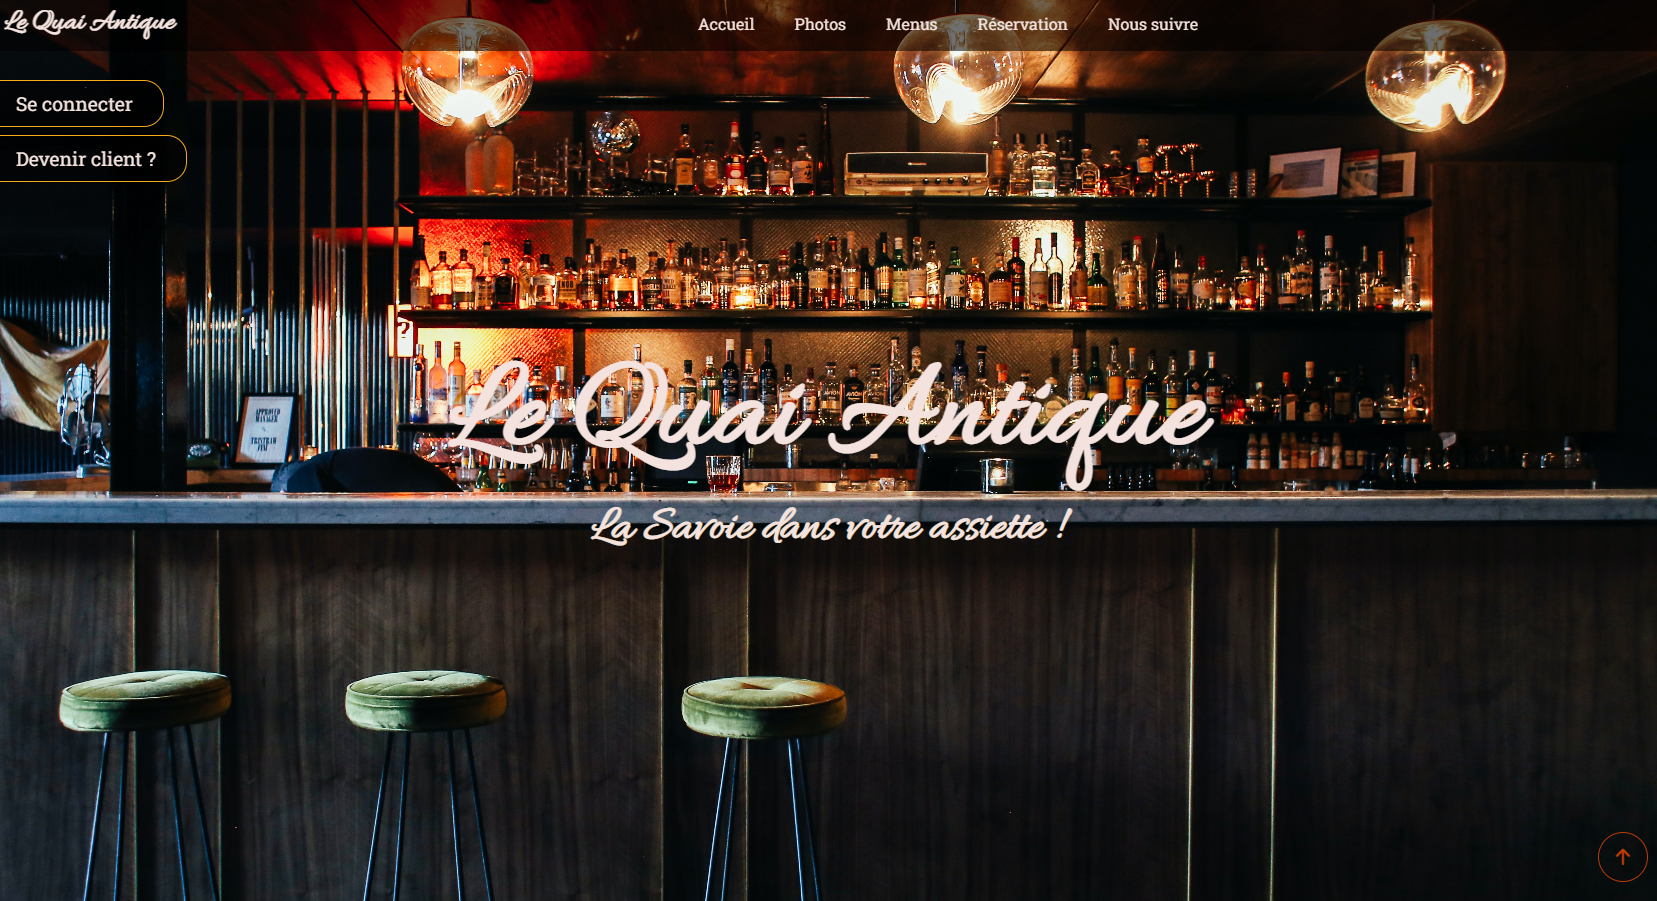 Le Quai Antique
Accueil
Photos
Menus
Réservation
Nous suivre
Se connecter
Devenir client ?
?
Le Quai Antique
La Savoie dans votre assiette !